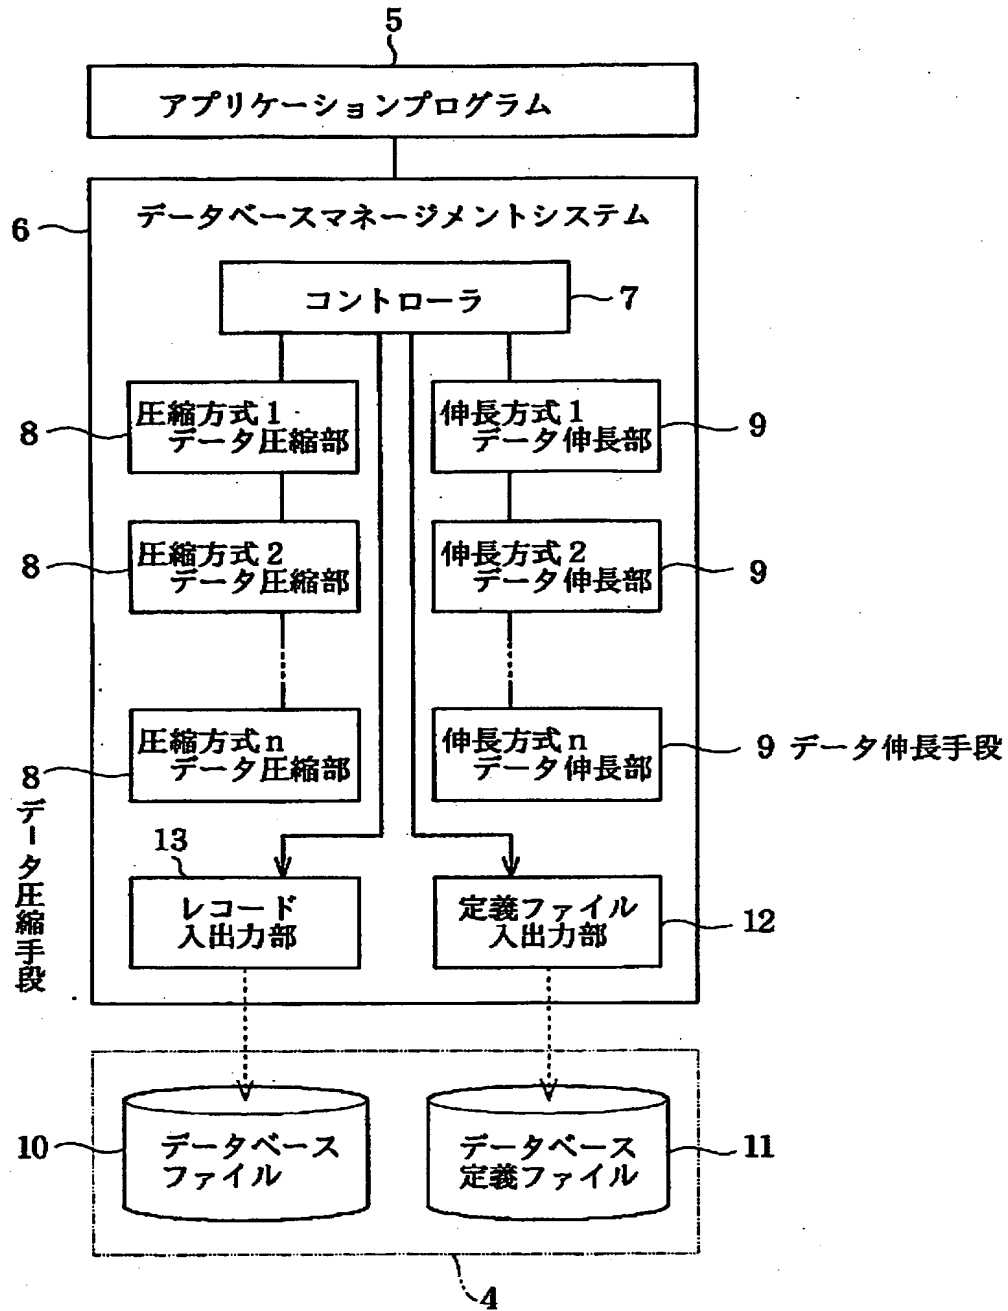 5
アプリケーションプログラム
6
データベースマネージメントシステム
コントローラ
7
圧縮方式1
データ圧縮部
8
伸長方式1
データ伸長部
9
圧縮方式2
データ圧縮部
8
伸長方式2
データ伸長部
9
圧縮方式n
データ圧縮部
8 データ圧縮手段
伸長方式n
データ伸長部
9 データ伸長手段
13
レコード
入出力部
定義ファイル
入出力部
12
10
データベース
ファイル
データベース
定義ファイル
11
4